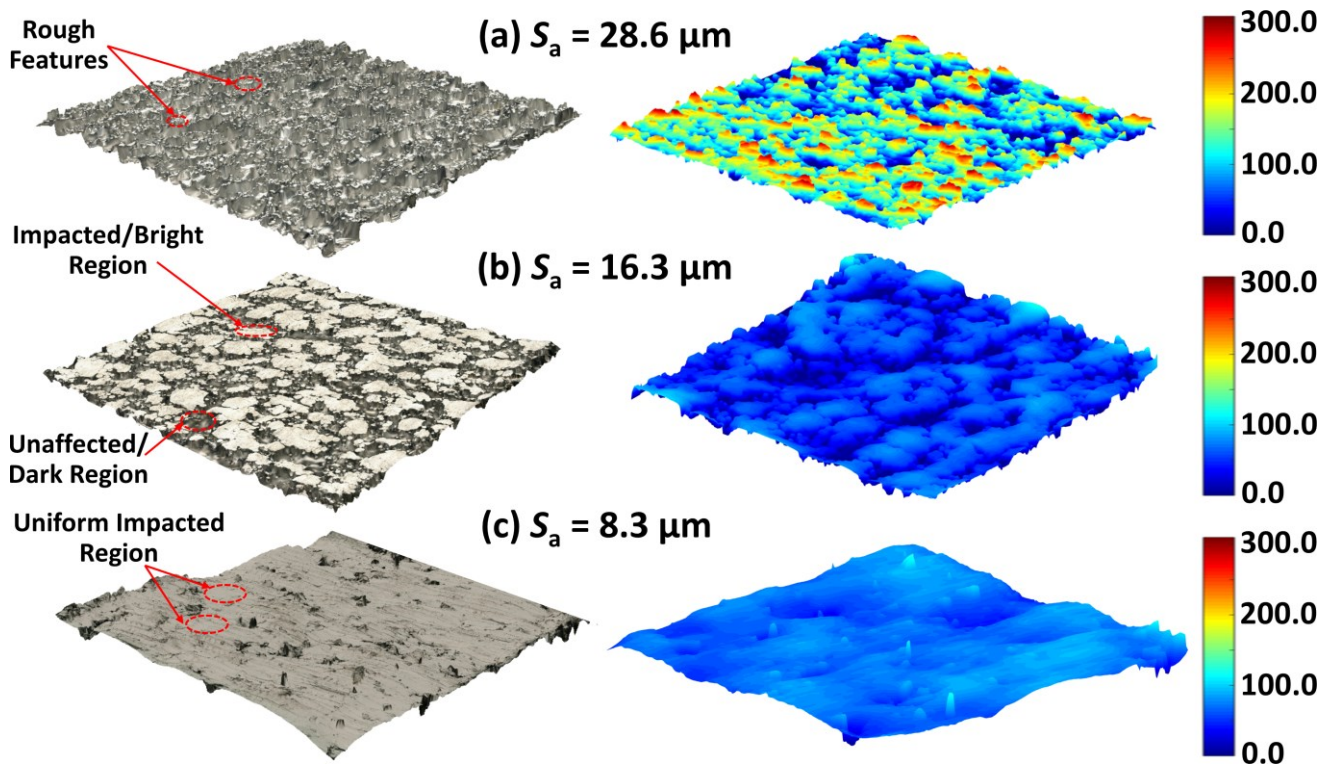 Rough
Features
(a) Sa = 28.6 µm
300.0
200.0
100.0
0.0
Impacted/Bright
Region
(b) Sa = 16.3 µm
300.0
200.0
100.0
0.0
Unaffected/
Dark Region
Uniform Impacted
Region
(c) Sa = 8.3 µm
300.0
200.0
100.0
0.0